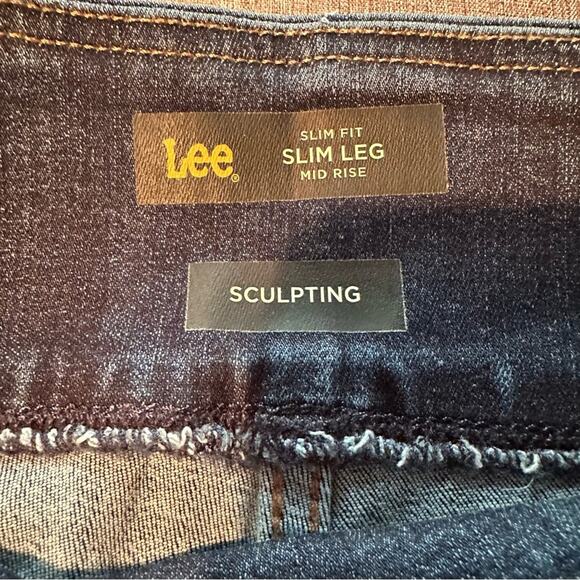 Lee®
SLIM FIT
SLIM LEG
MID RISE
SCULPTING